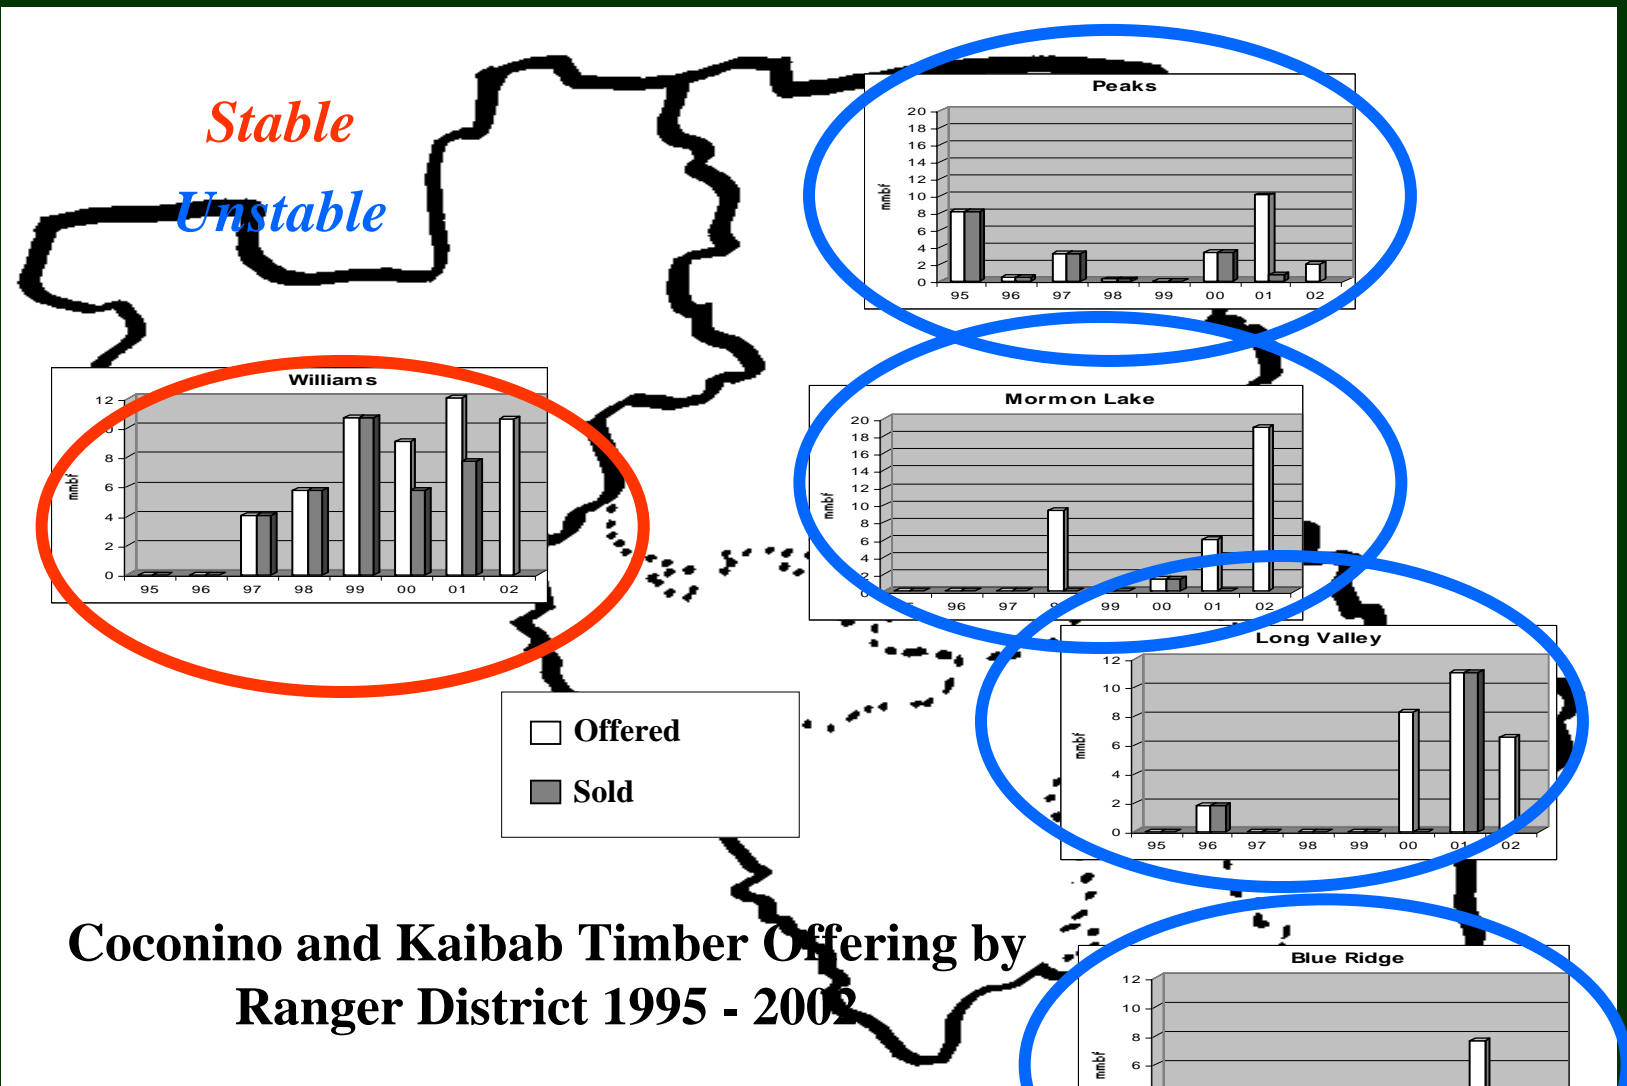 Stable
Unstable
Peaks
20
18
16
14
12
10
8
6
4
2
0
mmbf
95 96 97 98 99 00 01 02
Williams
12
8
6
4
2
0
mmbf
95 96 97 98 99 00 01 02
Mormon Lake
20
18
16
14
12
10
8
6
4
2
mmbf
96 97 99 00 01 02
Long Valley
12
10
8
6
4
2
0
mmbf
95 96 97 98 99 00 01 02
Offered
Sold
Coconino and Kaibab Timber Offering by
Ranger District 1995 - 2002
Blue Ridge
12
10
8
6
mmbf